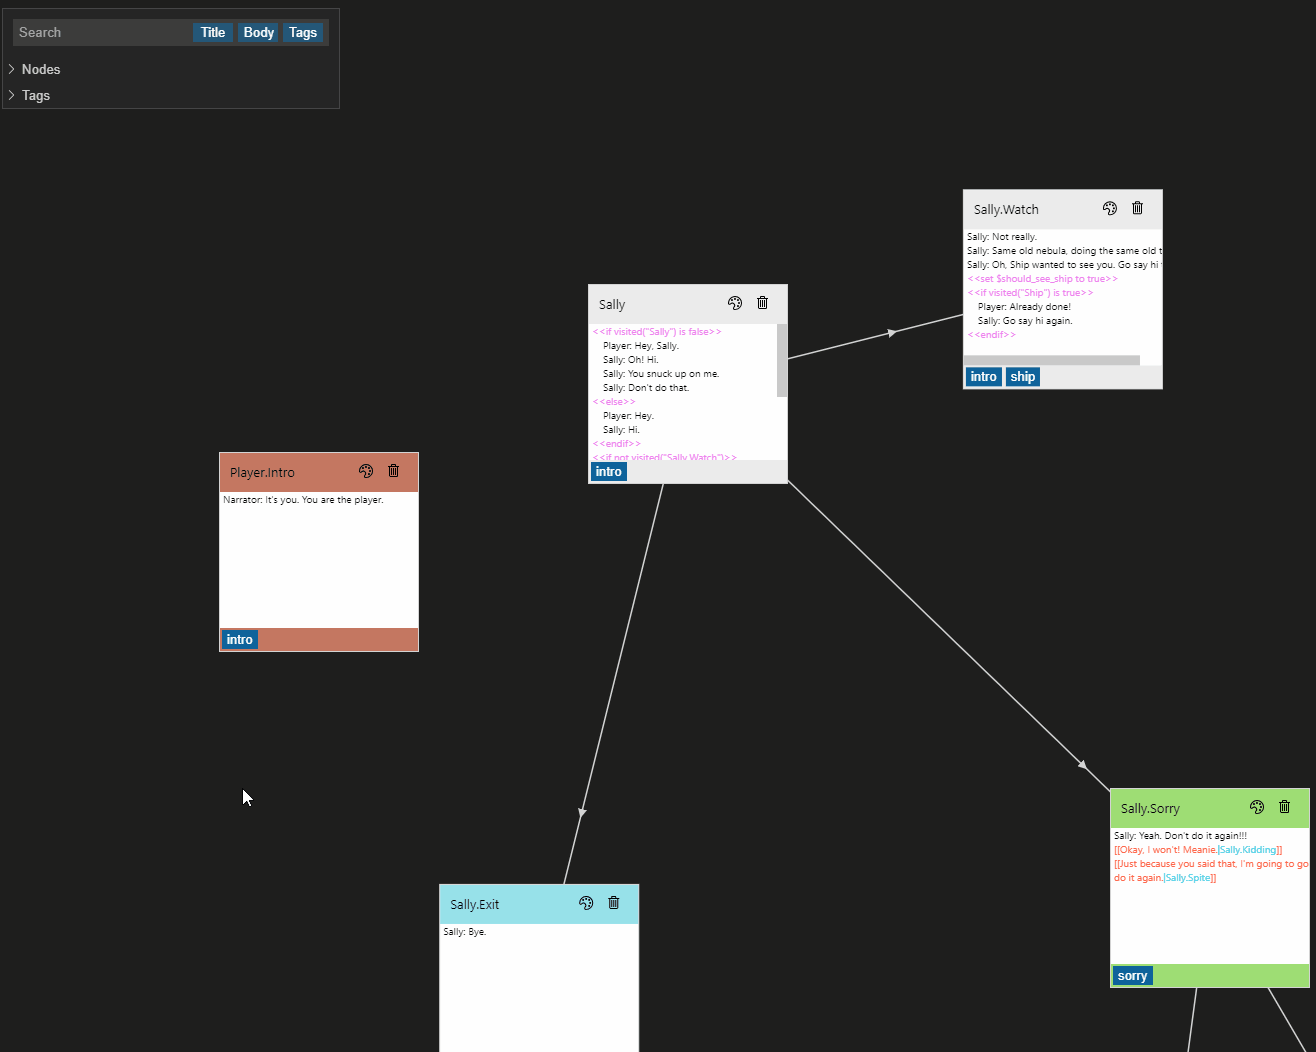 Search Title Body Tags
Nodes
Tags
Sally.Watch
Sally: Not really.
Sally: Same old nebula, doing the same old t
Sally: Oh, Ship wanted to see you. Go say hi
<<set $should_see_ship to true>>
<<if visited("Ship") is true>>
Player: Already done!
Sally: Go say hi again.
<<endif>>
intro ship
Sally
<<if visited("Sally") is false>>
Player: Hey, Sally.
Sally: Oh! Hi.
Sally: You snuck up on me.
Sally: Don't do that.
<<else>>
Player: Hey.
Sally: Hi.
<<endif>>
<<if not visited("Sally.Watch")>>
intro
Player.Intro
Narrator: It's you. You are the player.
intro
Sally.Sorry
Sally: Yeah. Don't do it again!!!
[[Okay, I won't! Meanie.|Sally.Kidding]]
[[Just because you said that, I'm going to go
do it again.|Sally.Spite]]
sorry
Sally.Exit
Sally: Bye.